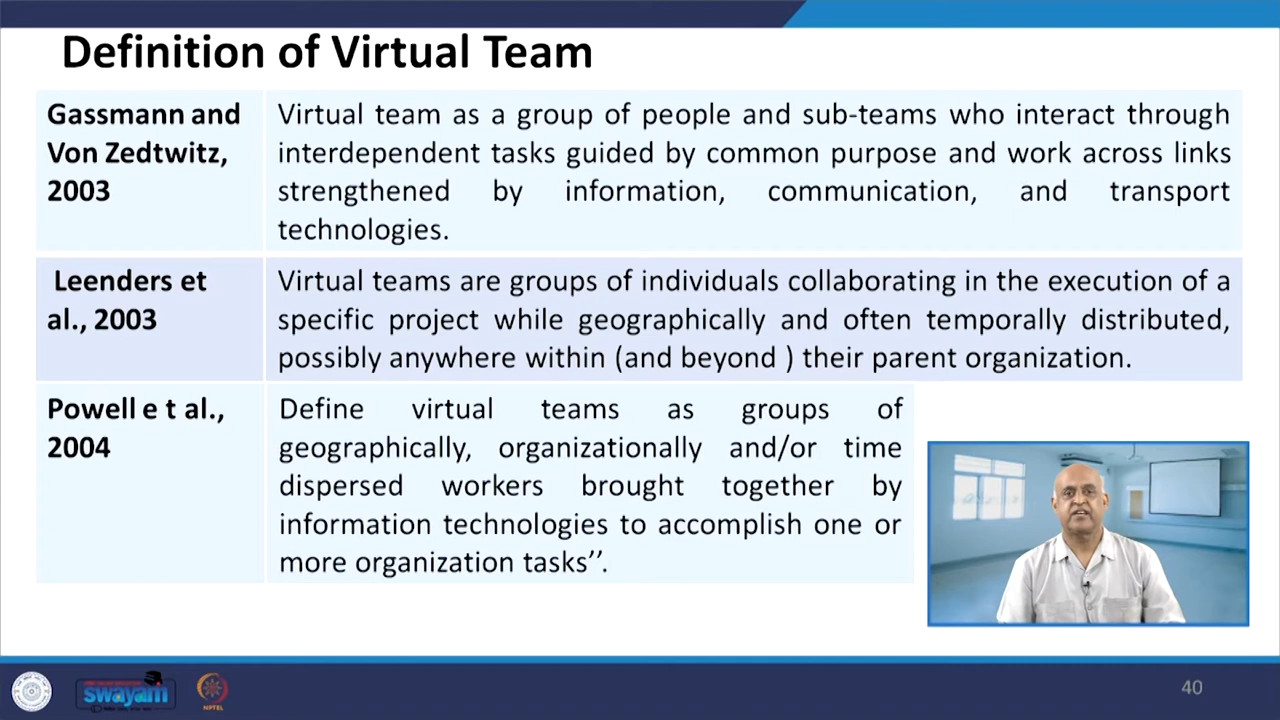 Definition of Virtual Team
Gassmann and
Von Zedtwitz,
2003
Virtual team as a group of people and sub-teams who interact through
interdependent tasks guided by common purpose and work across links
strengthened by information, communication, and transport
technologies.
Leenders et
al., 2003
Virtual teams are groups of individuals collaborating in the execution of a
specific project while geographically and often temporally distributed,
possibly anywhere within (and beyond ) their parent organization.
Powell e t al.,
2004
Define virtual teams as groups of
geographically, organizationally and/or time
dispersed workers brought together by
information technologies to accomplish one or
more organization tasks’’.
swayam
NPTEL
40